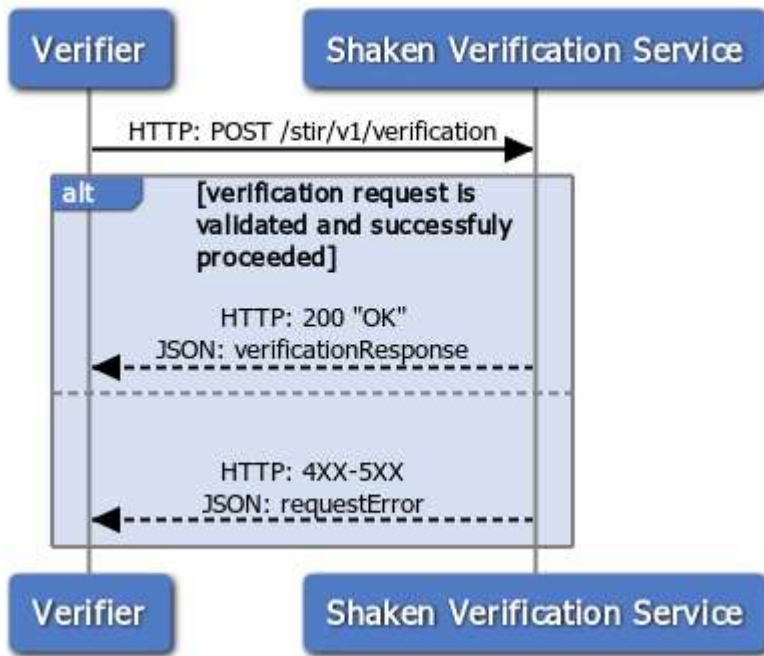 Verifier
Shaken Verification Service
HTTP: POST /stir/v1/verification
alt
[verification request is
validated and successfuly
proceeded]
HTTP: 200 "OK"
JSON: verificationResponse
HTTP: 4XX-5XX
JSON: requestError
Verifier
Shaken Verification Service